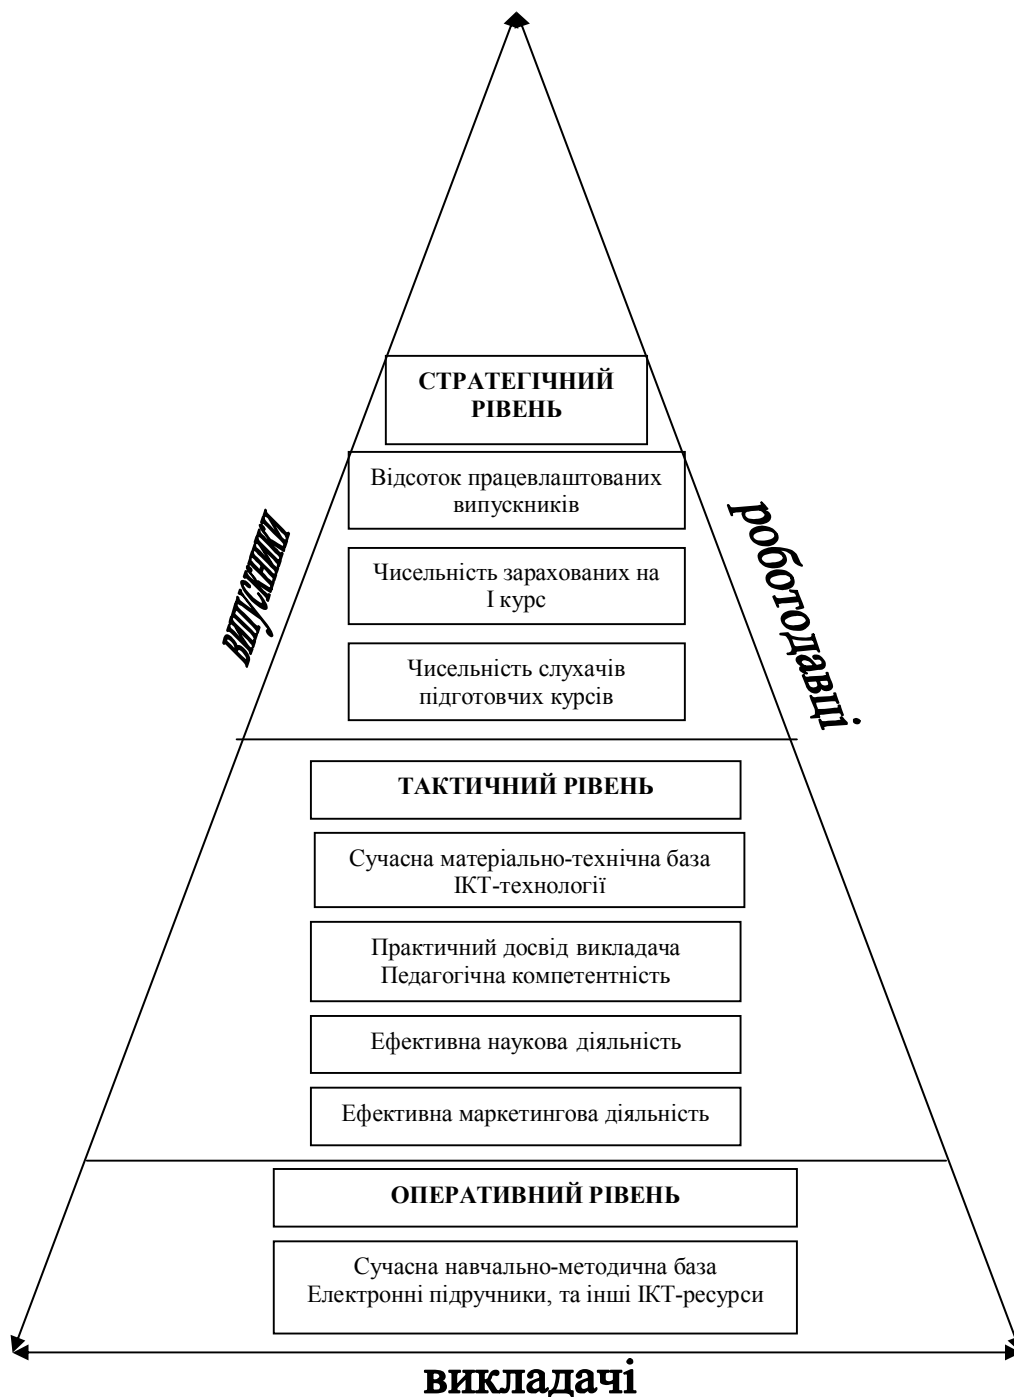 СТРАТЕГІЧНИЙ
РІВЕНЬ
Відсоток працевлаштованих
випускників
Чисельність зарахованих на
І курс
Чисельність слухачів
підготовчих курсів
випускники
роботодавці
ТАКТИЧНИЙ РІВЕНЬ
Сучасна матеріально-технічна база
ІКТ-технології
Практичний досвід викладача
Педагогічна компетентність
Ефективна наукова діяльність
Ефективна маркетингова діяльність
ОПЕРАТИВНИЙ РІВЕНЬ
Сучасна навчально-методична база
Електронні підручники, та інші ІКТ-ресурси
викладачі